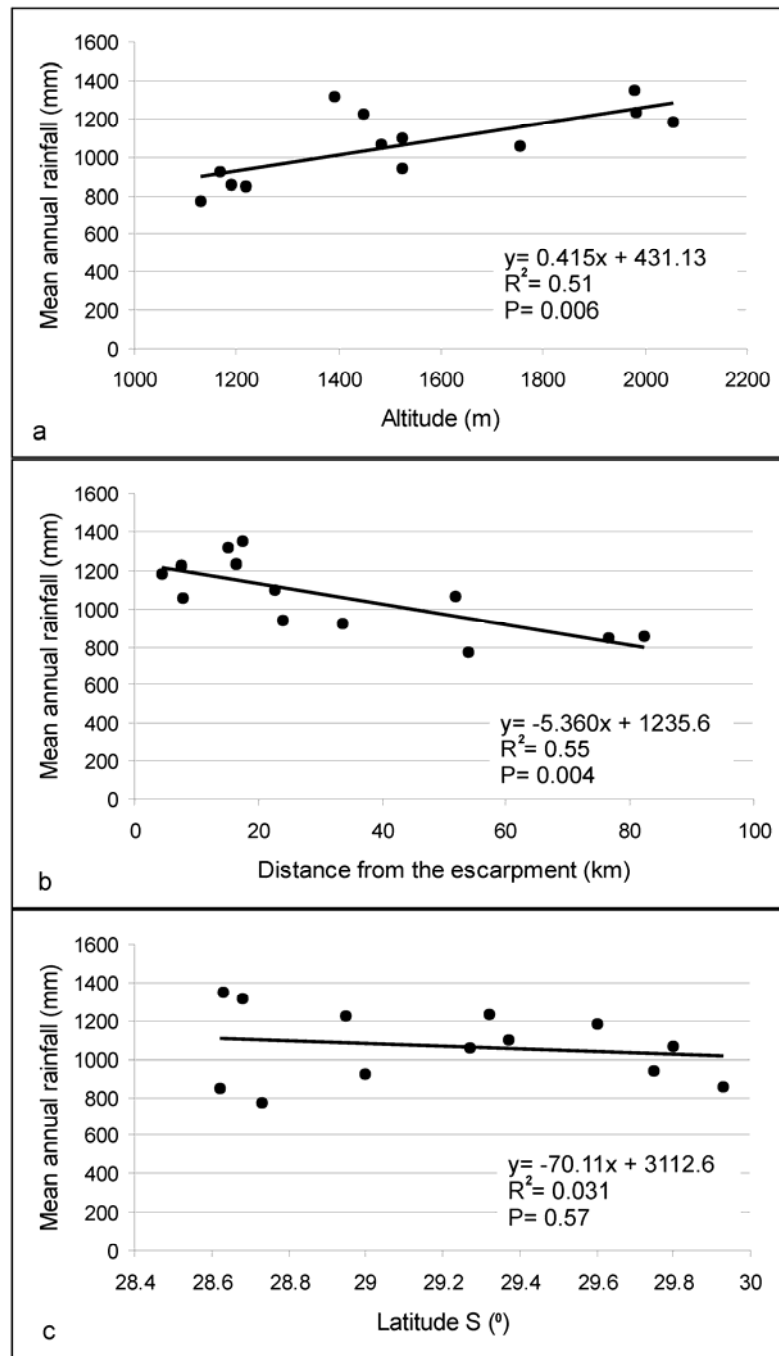 1600
1400
1200
1000
800
600
400
200
0
Mean annual rainfall (mm)
y= 0.415x + 431.13
R²= 0.51
P= 0.006
1000 1200 1400 1600 1800 2000 2200
Altitude (m)
a
1600
1400
1200
1000
800
600
400
200
0
Mean annual rainfall (mm)
y= -5.360x + 1235.6
R²= 0.55
P= 0.004
0 20 40 60 80 100
Distance from the escarpment (km)
b
1600
1400
1200
1000
800
600
400
200
0
Mean annual rainfall (mm)
y= -70.11x + 3112.6
R²= 0.031
P= 0.57
28.4 28.6 28.8 29 29.2 29.4 29.6 29.8 30
Latitude S (⁰)
c